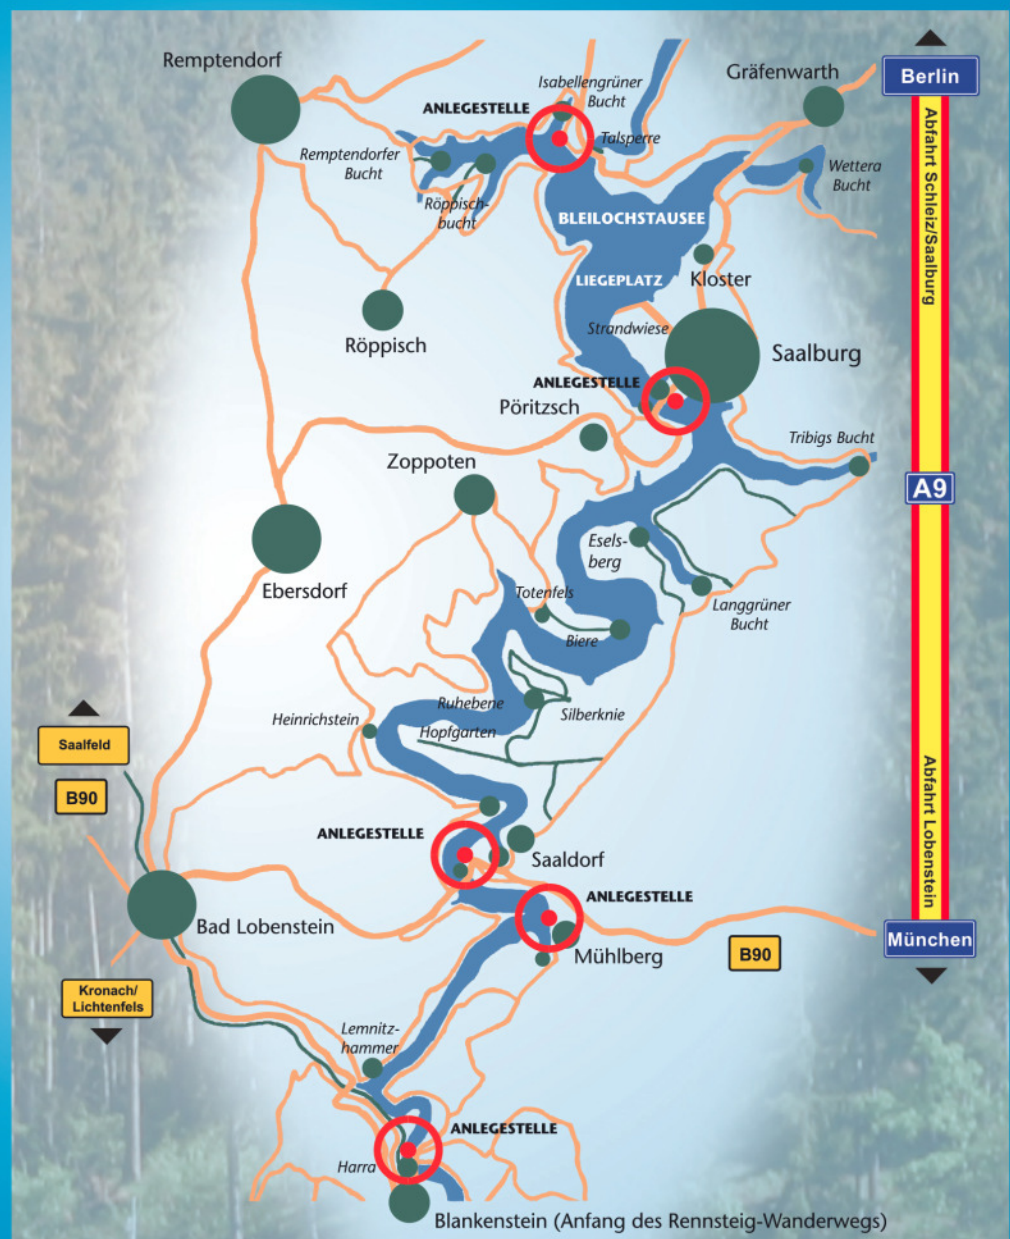 Remptendorf
Isabellengrüner
Bucht
Gräfenwarth
Berlin
ANLEGESTELLE
Talsperre
Remptendorfer
Bucht
Wettera
Bucht
Röppisch-
bucht
BLEILOCHSTAUSEE
Abfahrt Schleiz/Saalburg
LIEGEPLATZ
Kloster
Röppisch
Strandwiese
Saalburg
ANLEGESTELLE
Pöritzsch
Tribigs Bucht
Zoppoten
A9
Esels-
berg
Ebersdorf
Totenfels
Langgrüner
Bucht
Biere
Ruhebene
Silberknie
Heinrichstein
Hopfgarten
Saalfeld
B90
Abfahrt Lobenstein
ANLEGESTELLE
Saaldorf
ANLEGESTELLE
Bad Lobenstein
München
Mühlberg
B90
Kronach/
Lichtenfels
Lemnitz-
hammer
ANLEGESTELLE
Harra
Blankenstein (Anfang des Rennsteig-Wanderwegs)